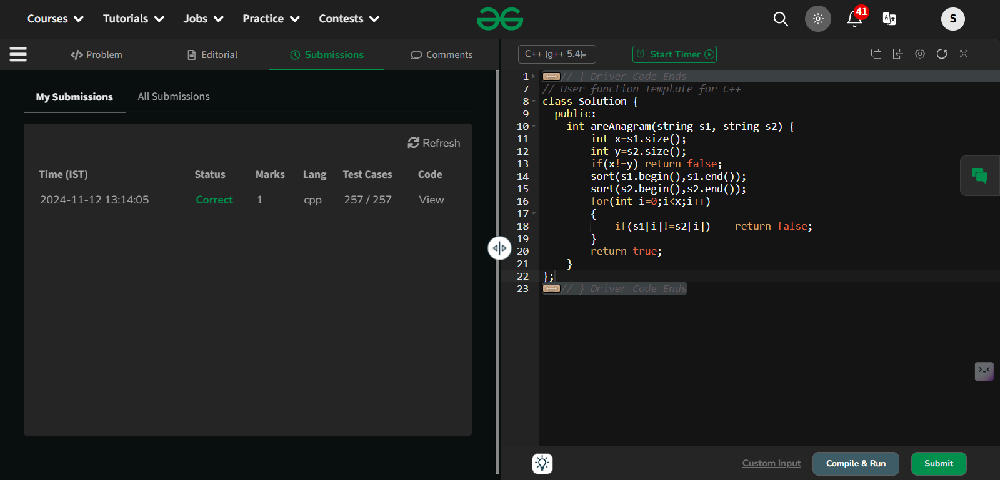 Courses Tutorials Jobs Practice Contests 41 S
Problem Editorial Submissions Comments
My Submissions All Submissions
Refresh
Time (IST) Status Marks Lang Test Cases Code
2024-11-12 13:14:05 Correct 1 cpp 257 / 257 View
C++ (g++ 5.4) Start Timer
1 // } Driver Code Ends
7 // User function Template for C++
8 class Solution {
9 public:
10 int areAnagram(string s1, string s2) {
11 int x=s1.size();
12 int y=s2.size();
13 if(x!=y) return false;
14 sort(s1.begin(),s1.end());
15 sort(s2.begin(),s2.end());
16 for(int i=0;i<x;i++)
17 {
18 if(s1[i]!=s2[i]) return false;
19 }
20 return true;
21 }
22 };
23 // } Driver Code Ends
Custom Input Compile & Run Submit